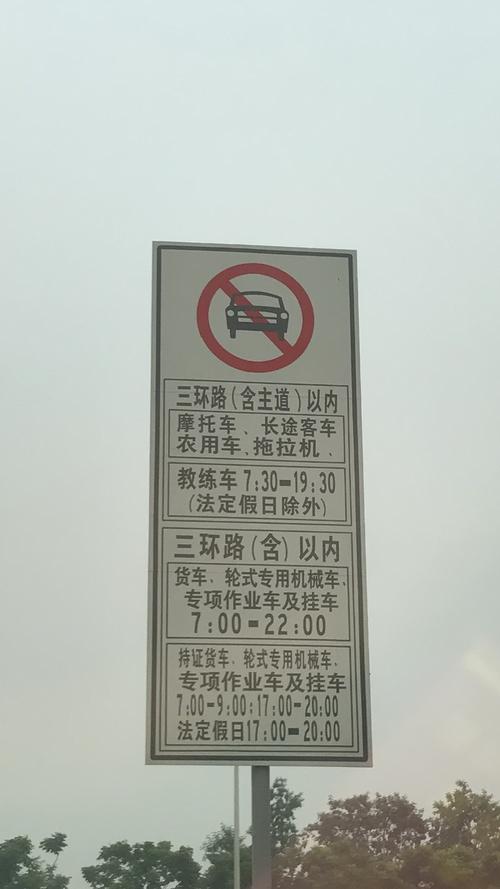 三环路(含主道)以内
摩托车、长途客车
农用车、拖拉机、
教练车7:30-19:30
(法定假日除外)
三环路(含)以内
货车、轮式专用机械车、
专项作业车及挂车
7:00-22:00
持证货车、轮式专用机械车、
专项作业车及挂车
7:00-9:00;17:00-20:00
法定假日17:00-20:00